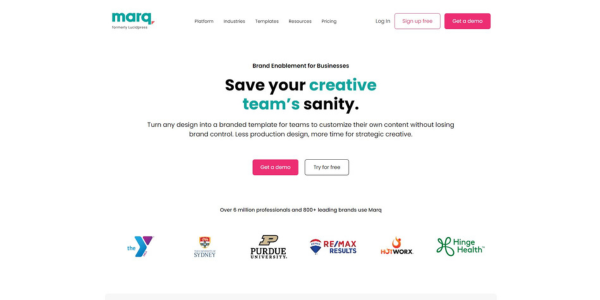 marq
formerly Lucidpress
Platform Industries Templates Resources Pricing
Log In Sign up free Get a demo
Brand Enablement for Businesses
Save your creative
team's sanity.
Turn any design into a branded template for teams to customize their own content without losing
brand control. Less production design, more time for strategic creative.
Get a demo Try for free
Over 6 million professionals and 800+ leading brands use Marq
the Y
SYDNEY
P
PURDUE
UNIVERSITY
RE/MAX
RESULTS
HOTWORX
Hinge
Health